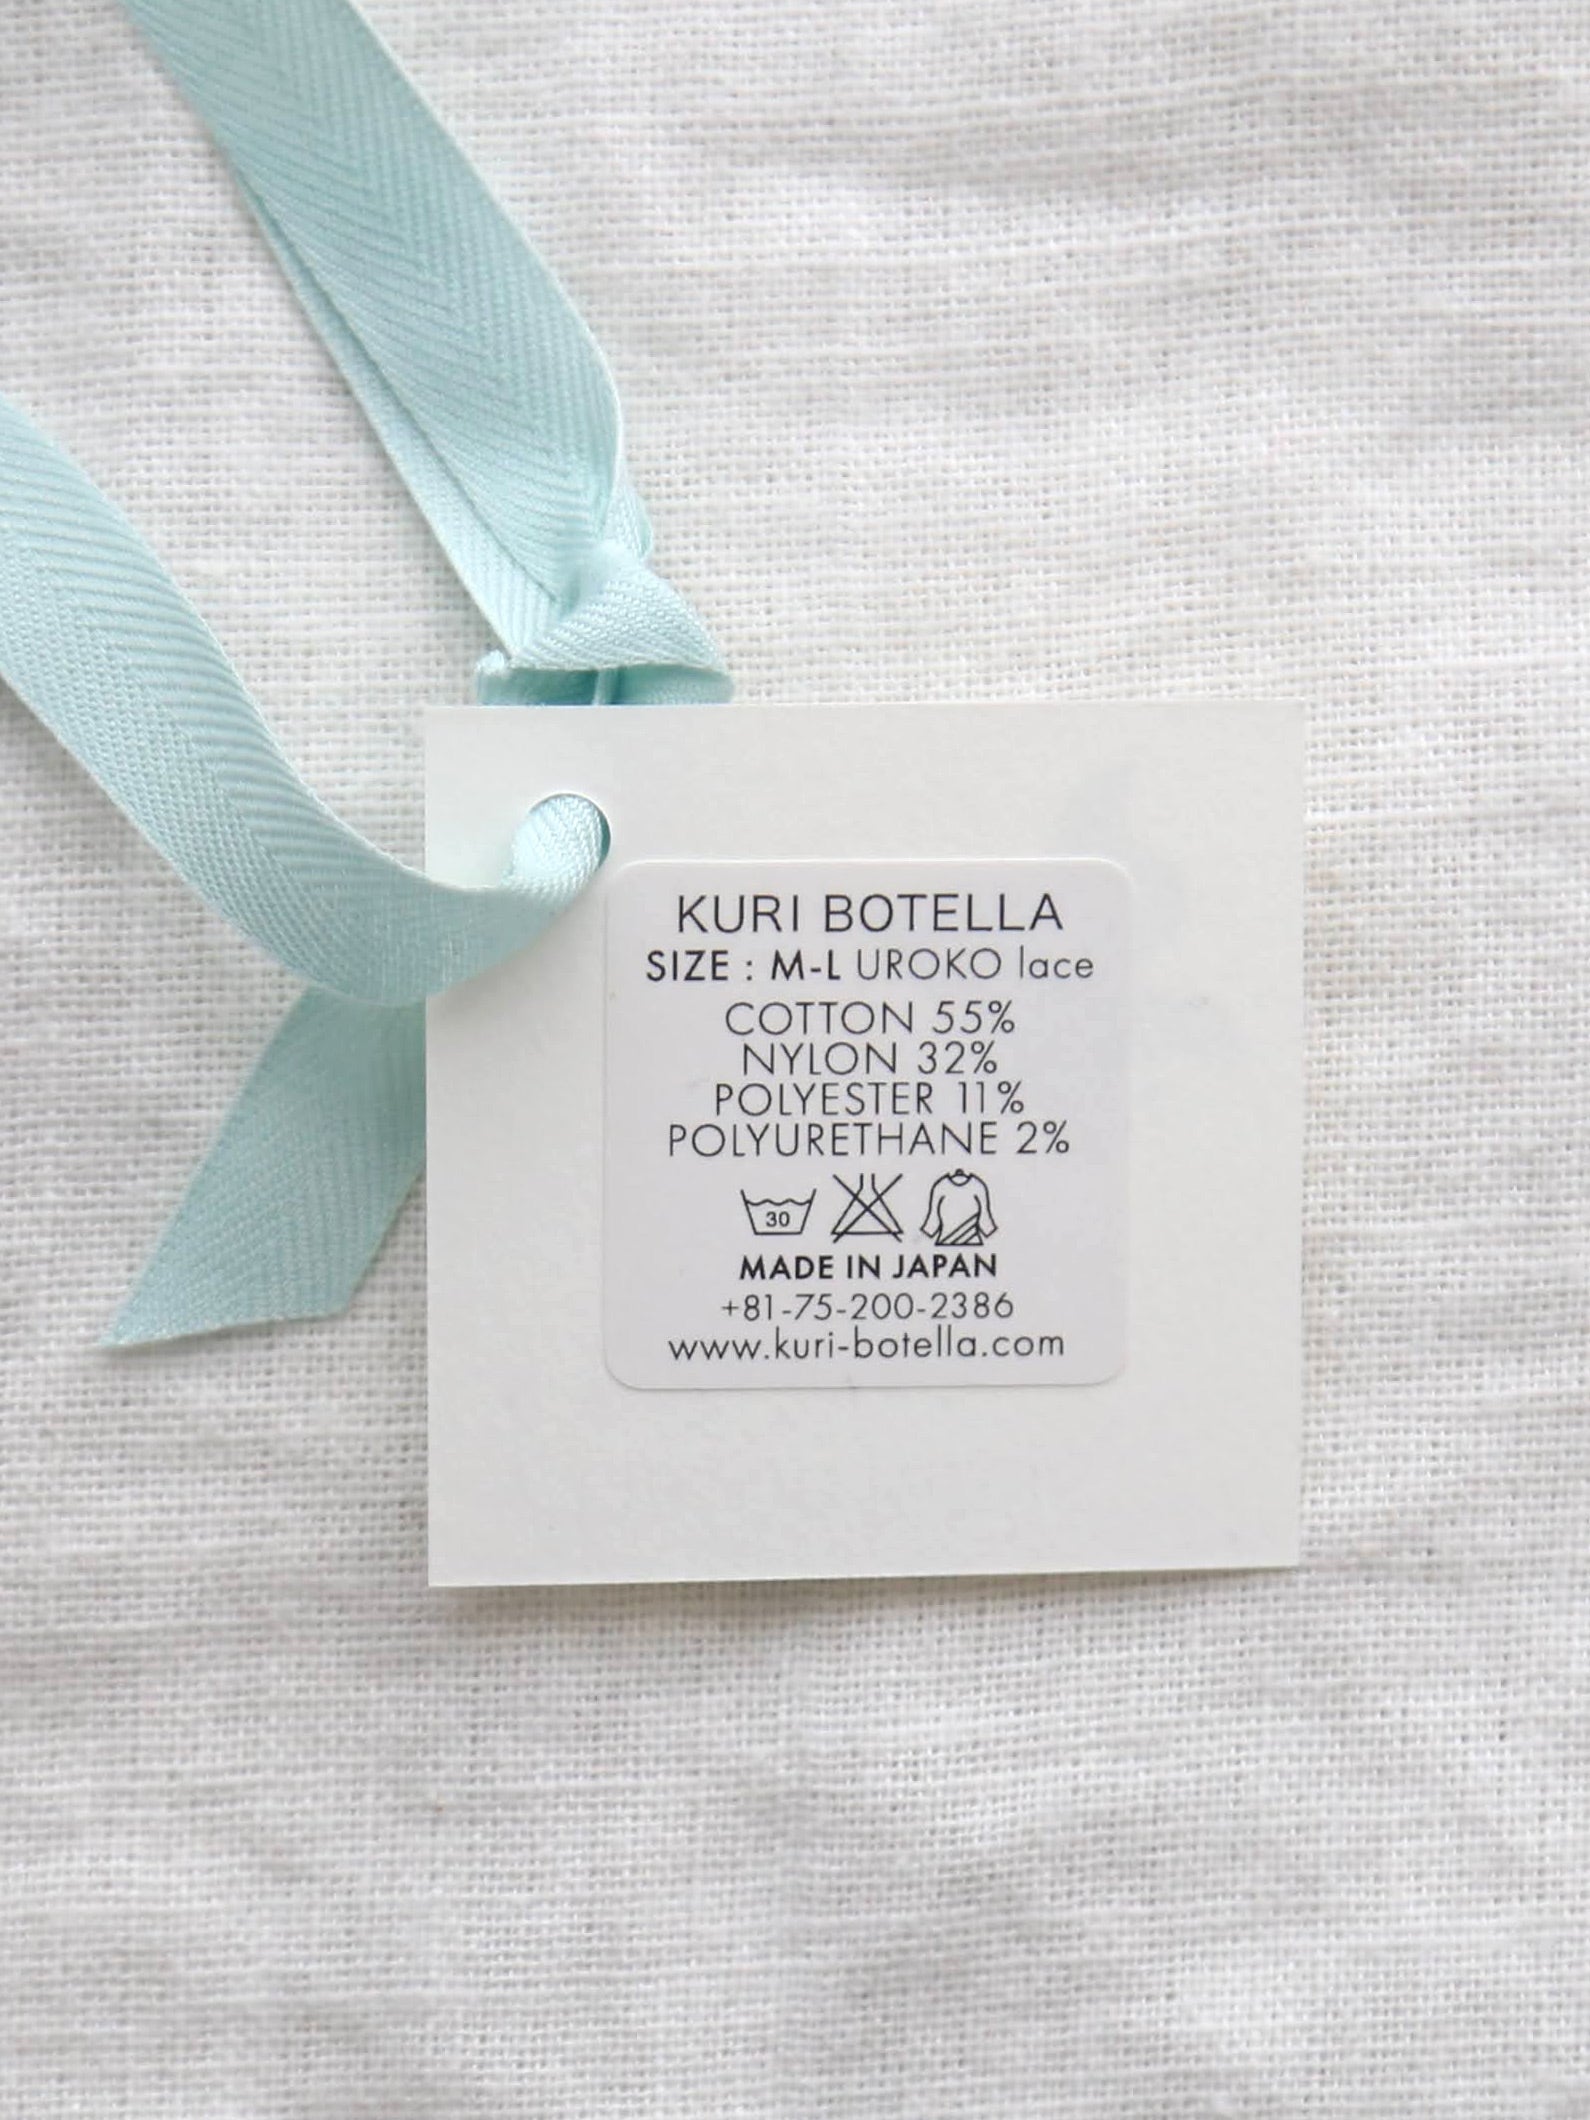 KURI BOTELLA
SIZE : M-L UROKO lace
COTTON 55%
NYLON 32%
POLYESTER 11%
POLYURETHANE 2%
30
MADE IN JAPAN
+81-75-200-2386
www.kuri-botella.com